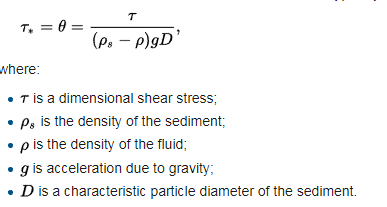 τ* = θ = τ / ((ρs − ρ)gD),
where:
• τ is a dimensional shear stress;
• ρs is the density of the sediment;
• ρ is the density of the fluid;
• g is acceleration due to gravity;
• D is a characteristic particle diameter of the sediment.